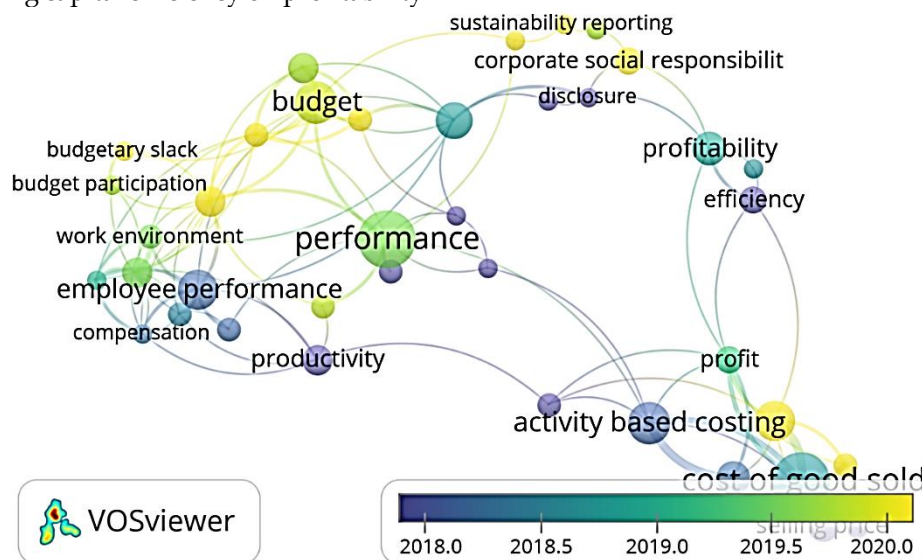 sustainability reporting
corporate social responsibilit
budget
disclosure
budgetary slack
profitability
budget participation
efficiency
work environment
performance
employee performance
compensation
productivity
profit
activity based costing
cost of good sold
selling price
VOSviewer
2018.0 2018.5 2019.0 2019.5 2020.0